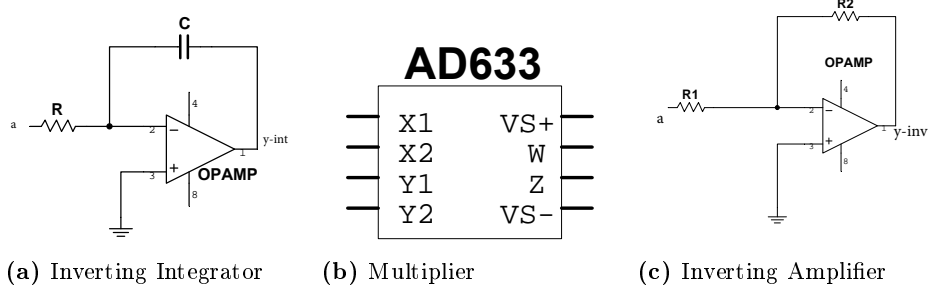 C
R
4
a
2
1
y-int
3
OPAMP
8
(a) Inverting Integrator
AD633
X1 VS+
X2 W
Y1 Z
Y2 VS-
(b) Multiplier
R2
OPAMP
R1
4
a
2
1
y-inv
3
8
(c) Inverting Amplifier